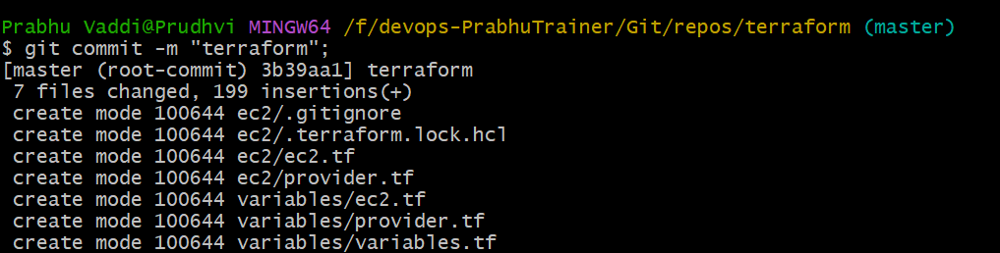 Prabhu Vaddi@Prudhvi MINGW64 /f/devops-PrabhuTrainer/Git/repos/terraform (master)
$ git commit -m "terraform";
[master (root-commit) 3b39aa1] terraform
 7 files changed, 199 insertions(+)
 create mode 100644 ec2/.gitignore
 create mode 100644 ec2/.terraform.lock.hcl
 create mode 100644 ec2/ec2.tf
 create mode 100644 ec2/provider.tf
 create mode 100644 variables/ec2.tf
 create mode 100644 variables/provider.tf
 create mode 100644 variables/variables.tf